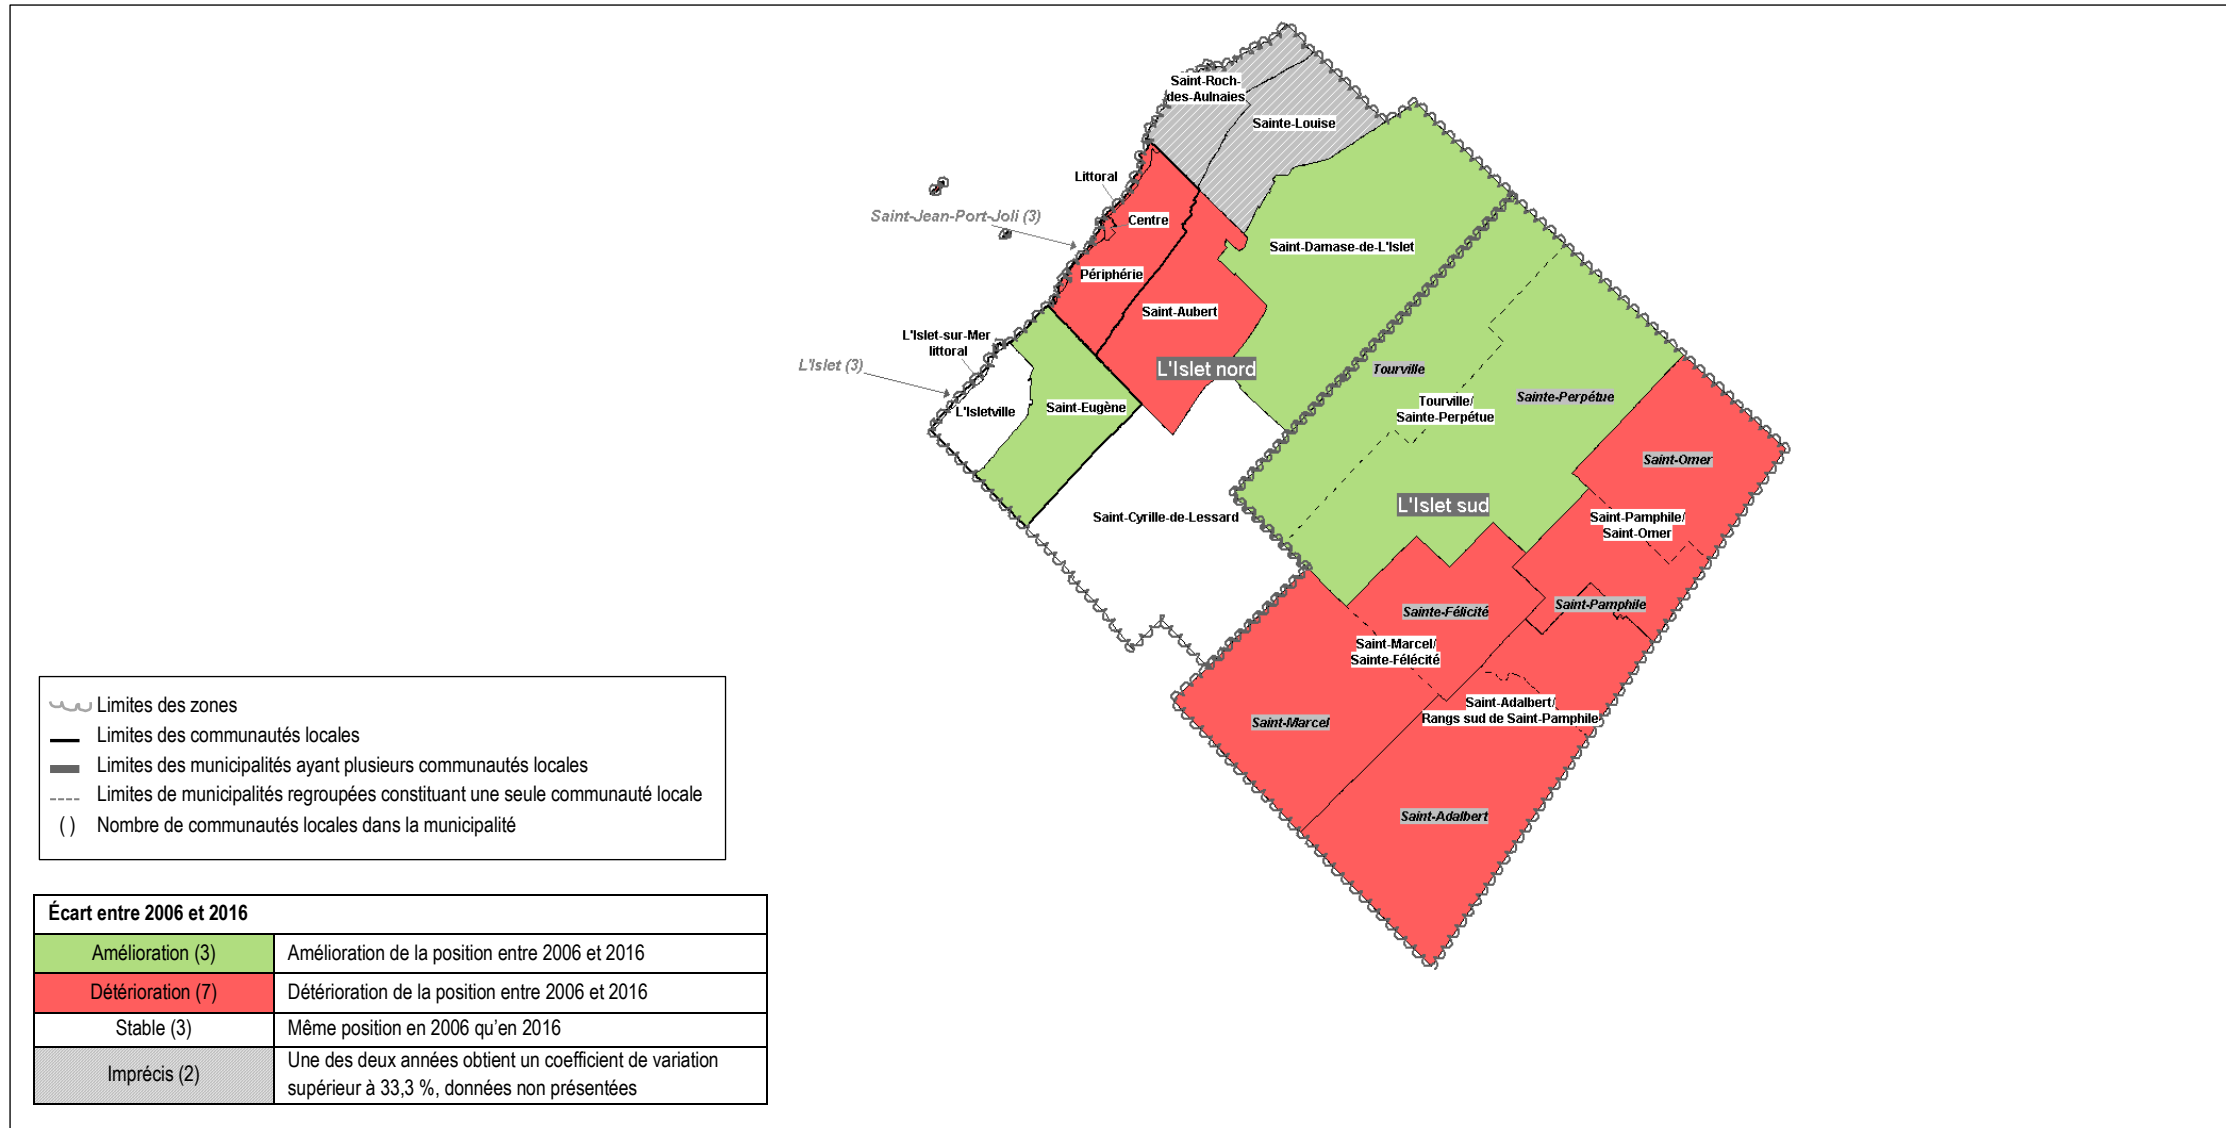 Saint-Roch-
des-Aulnaies
Sainte-Louise
Littoral
Saint-Jean-Port-Joli (3)
Centre
Saint-Damase-de-L'Islet
Périphérie
Saint-Aubert
L'Islet-sur-Mer
littoral
L'Islet (3)
L'Islet nord
Tourville
L'Isletville
Saint-Eugène
Tourville/
Sainte-Perpétue
Sainte-Perpétue
Saint-Omer
L'Islet sud
Saint-Cyrille-de-Lessard
Saint-Pamphile/
Saint-Omer
Sainte-Félicité
Saint-Pamphile
Saint-Marcel/
Sainte-Félécité
Saint-Adalbert/
Rangs sud de Saint-Pamphile
Saint-Marcel
Saint-Adalbert
Limites des zones
Limites des communautés locales
Limites des municipalités ayant plusieurs communautés locales
Limites de municipalités regroupées constituant une seule communauté locale
( ) Nombre de communautés locales dans la municipalité
Écart entre 2006 et 2016
Amélioration (3) Amélioration de la position entre 2006 et 2016
Détérioration (7) Détérioration de la position entre 2006 et 2016
Stable (3) Même position en 2006 qu'en 2016
Imprécis (2) Une des deux années obtient un coefficient de variation
supérieur à 33,3 %, données non présentées